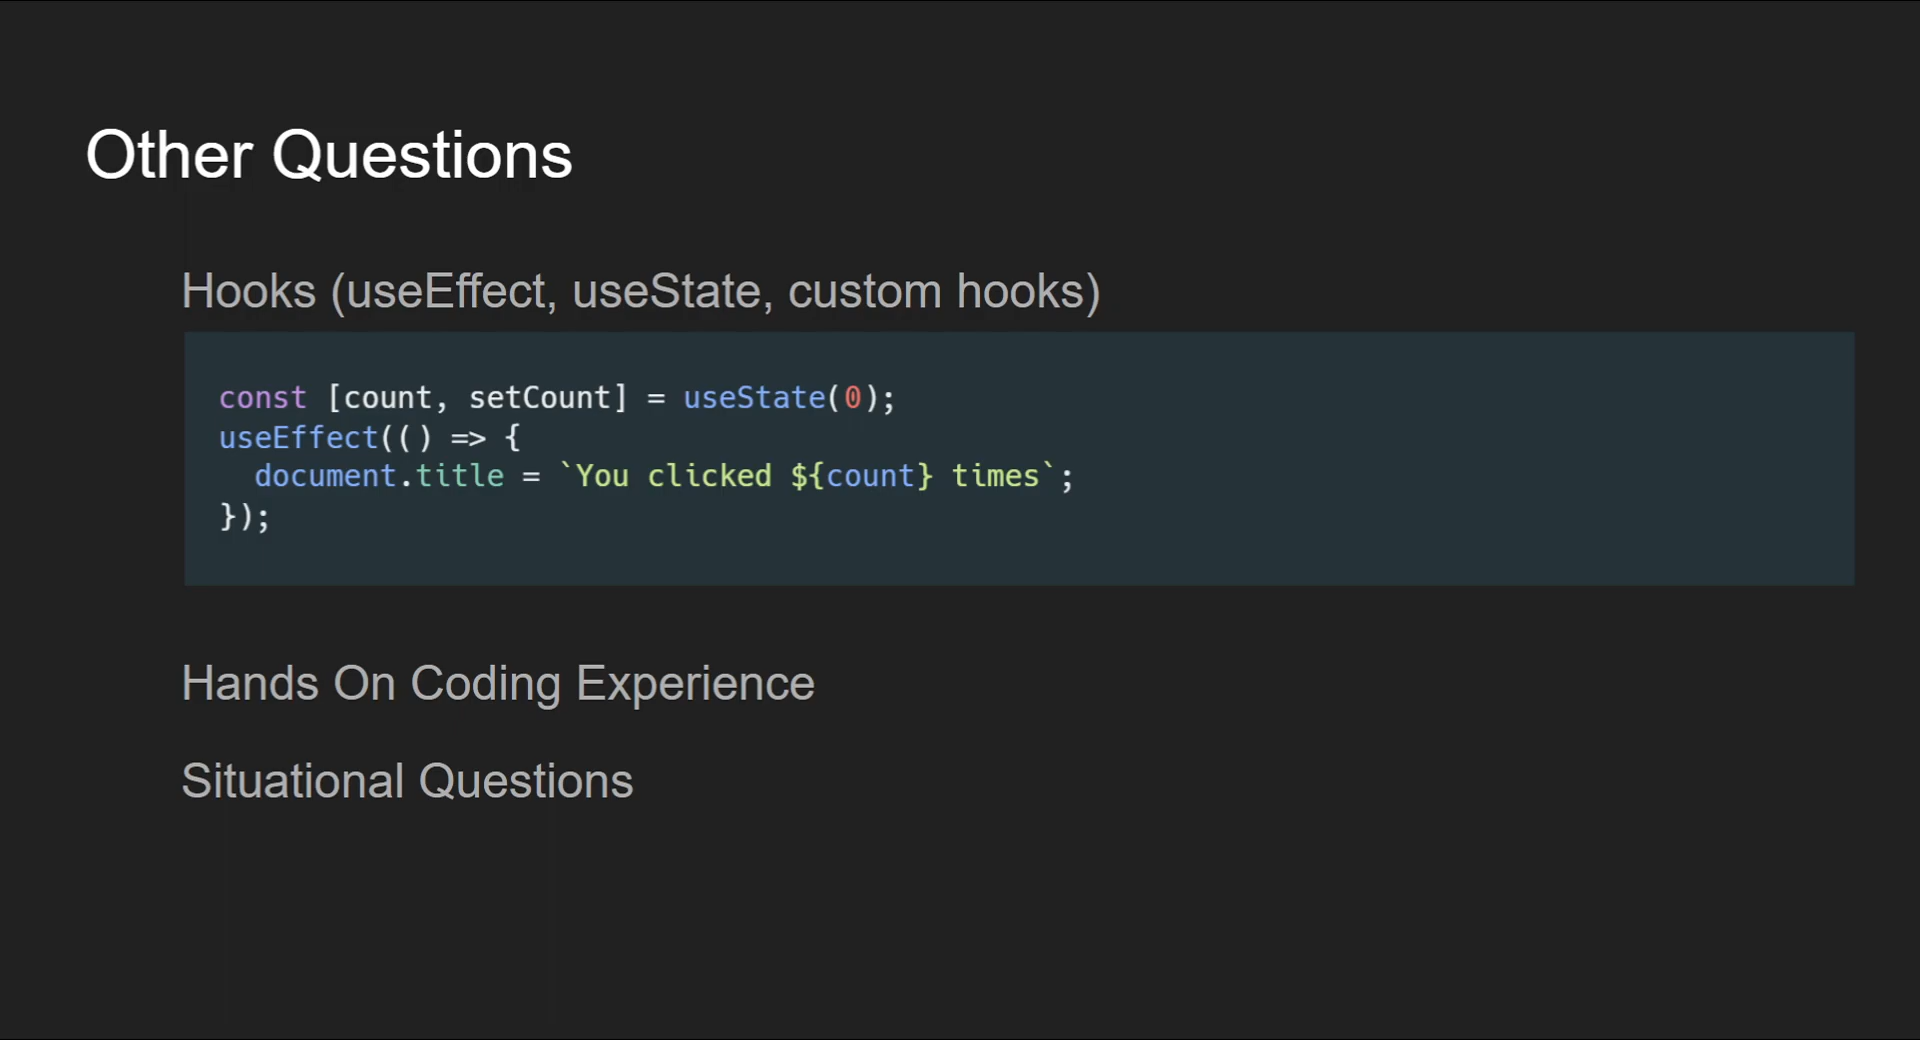 Other Questions
Hooks (useEffect, useState, custom hooks)
const [count, setCount] = useState(0);
useEffect(() => {
  document.title = `You clicked ${count} times`;
});
Hands On Coding Experience
Situational Questions